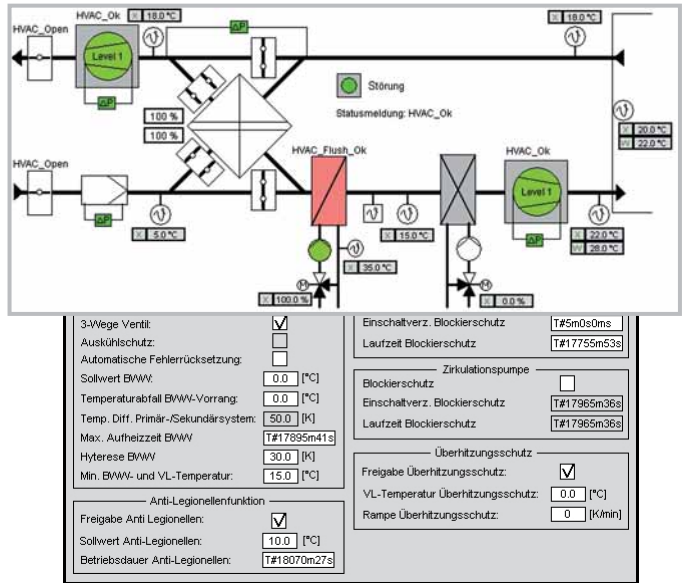 HVAC_Ok X 18.0 °C X 18.0 °C
HVAC_Open
ΔP
Level 1
Störung
ΔP
Statusmeldung: HVAC_Ok
100 %
100 %
X 20.0 °C
W 22.0 °C
HVAC_Open
HVAC_Flush_Ok
HVAC_Ok
Level 1
ΔP
ΔP
X 5.0 °C
X 15.0 °C
X 22.0 °C
W 28.0 °C
X 35.0 °C
M
M
X 100.0 %
X 0.0 %
3-Wege Ventil:
Auskühlschutz:
Automatische Fehlerrücksetzung:
Sollwert BWW: 0.0 [°C]
Temperaturabfall BWW-Vorrang: 0.0 [°C]
Temp. Diff. Primär-/Sekundärsystem: 50.0 [K]
Max. Aufheizzeit BWW T#17895m41s
Hyterese BWW 30.0 [K]
Min. BWW- und VL-Temperatur: 15.0 [°C]
Anti-Legionellenfunktion
Freigabe Anti Legionellen:
Sollwert Anti-Legionellen: 10.0 [°C]
Betriebsdauer Anti-Legionellen: T#18070m27s
Einschaltverz. Blockierschutz T#5m0s0ms
Laufzeit Blockierschutz T#17755m53s
Zirkulationspumpe
Blockierschutz
Einschaltverz. Blockierschutz T#17965m36s
Laufzeit Blockierschutz T#17965m36s
Überhitzungsschutz
Freigabe Überhitzungsschutz:
VL-Temperatur Überhitzungsschutz: 0.0 [°C]
Rampe Überhitzungsschutz: 0 [K/min]